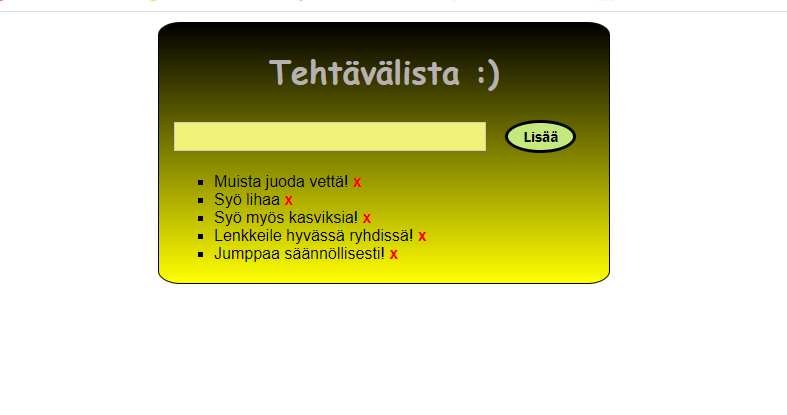 Tehtävälista :)
Lisää
Muista juoda vettä! x
Syö lihaa x
Syö myös kasviksia! x
Lenkkeile hyvässä ryhdissä! x
Jumppaa säännöllisesti! x